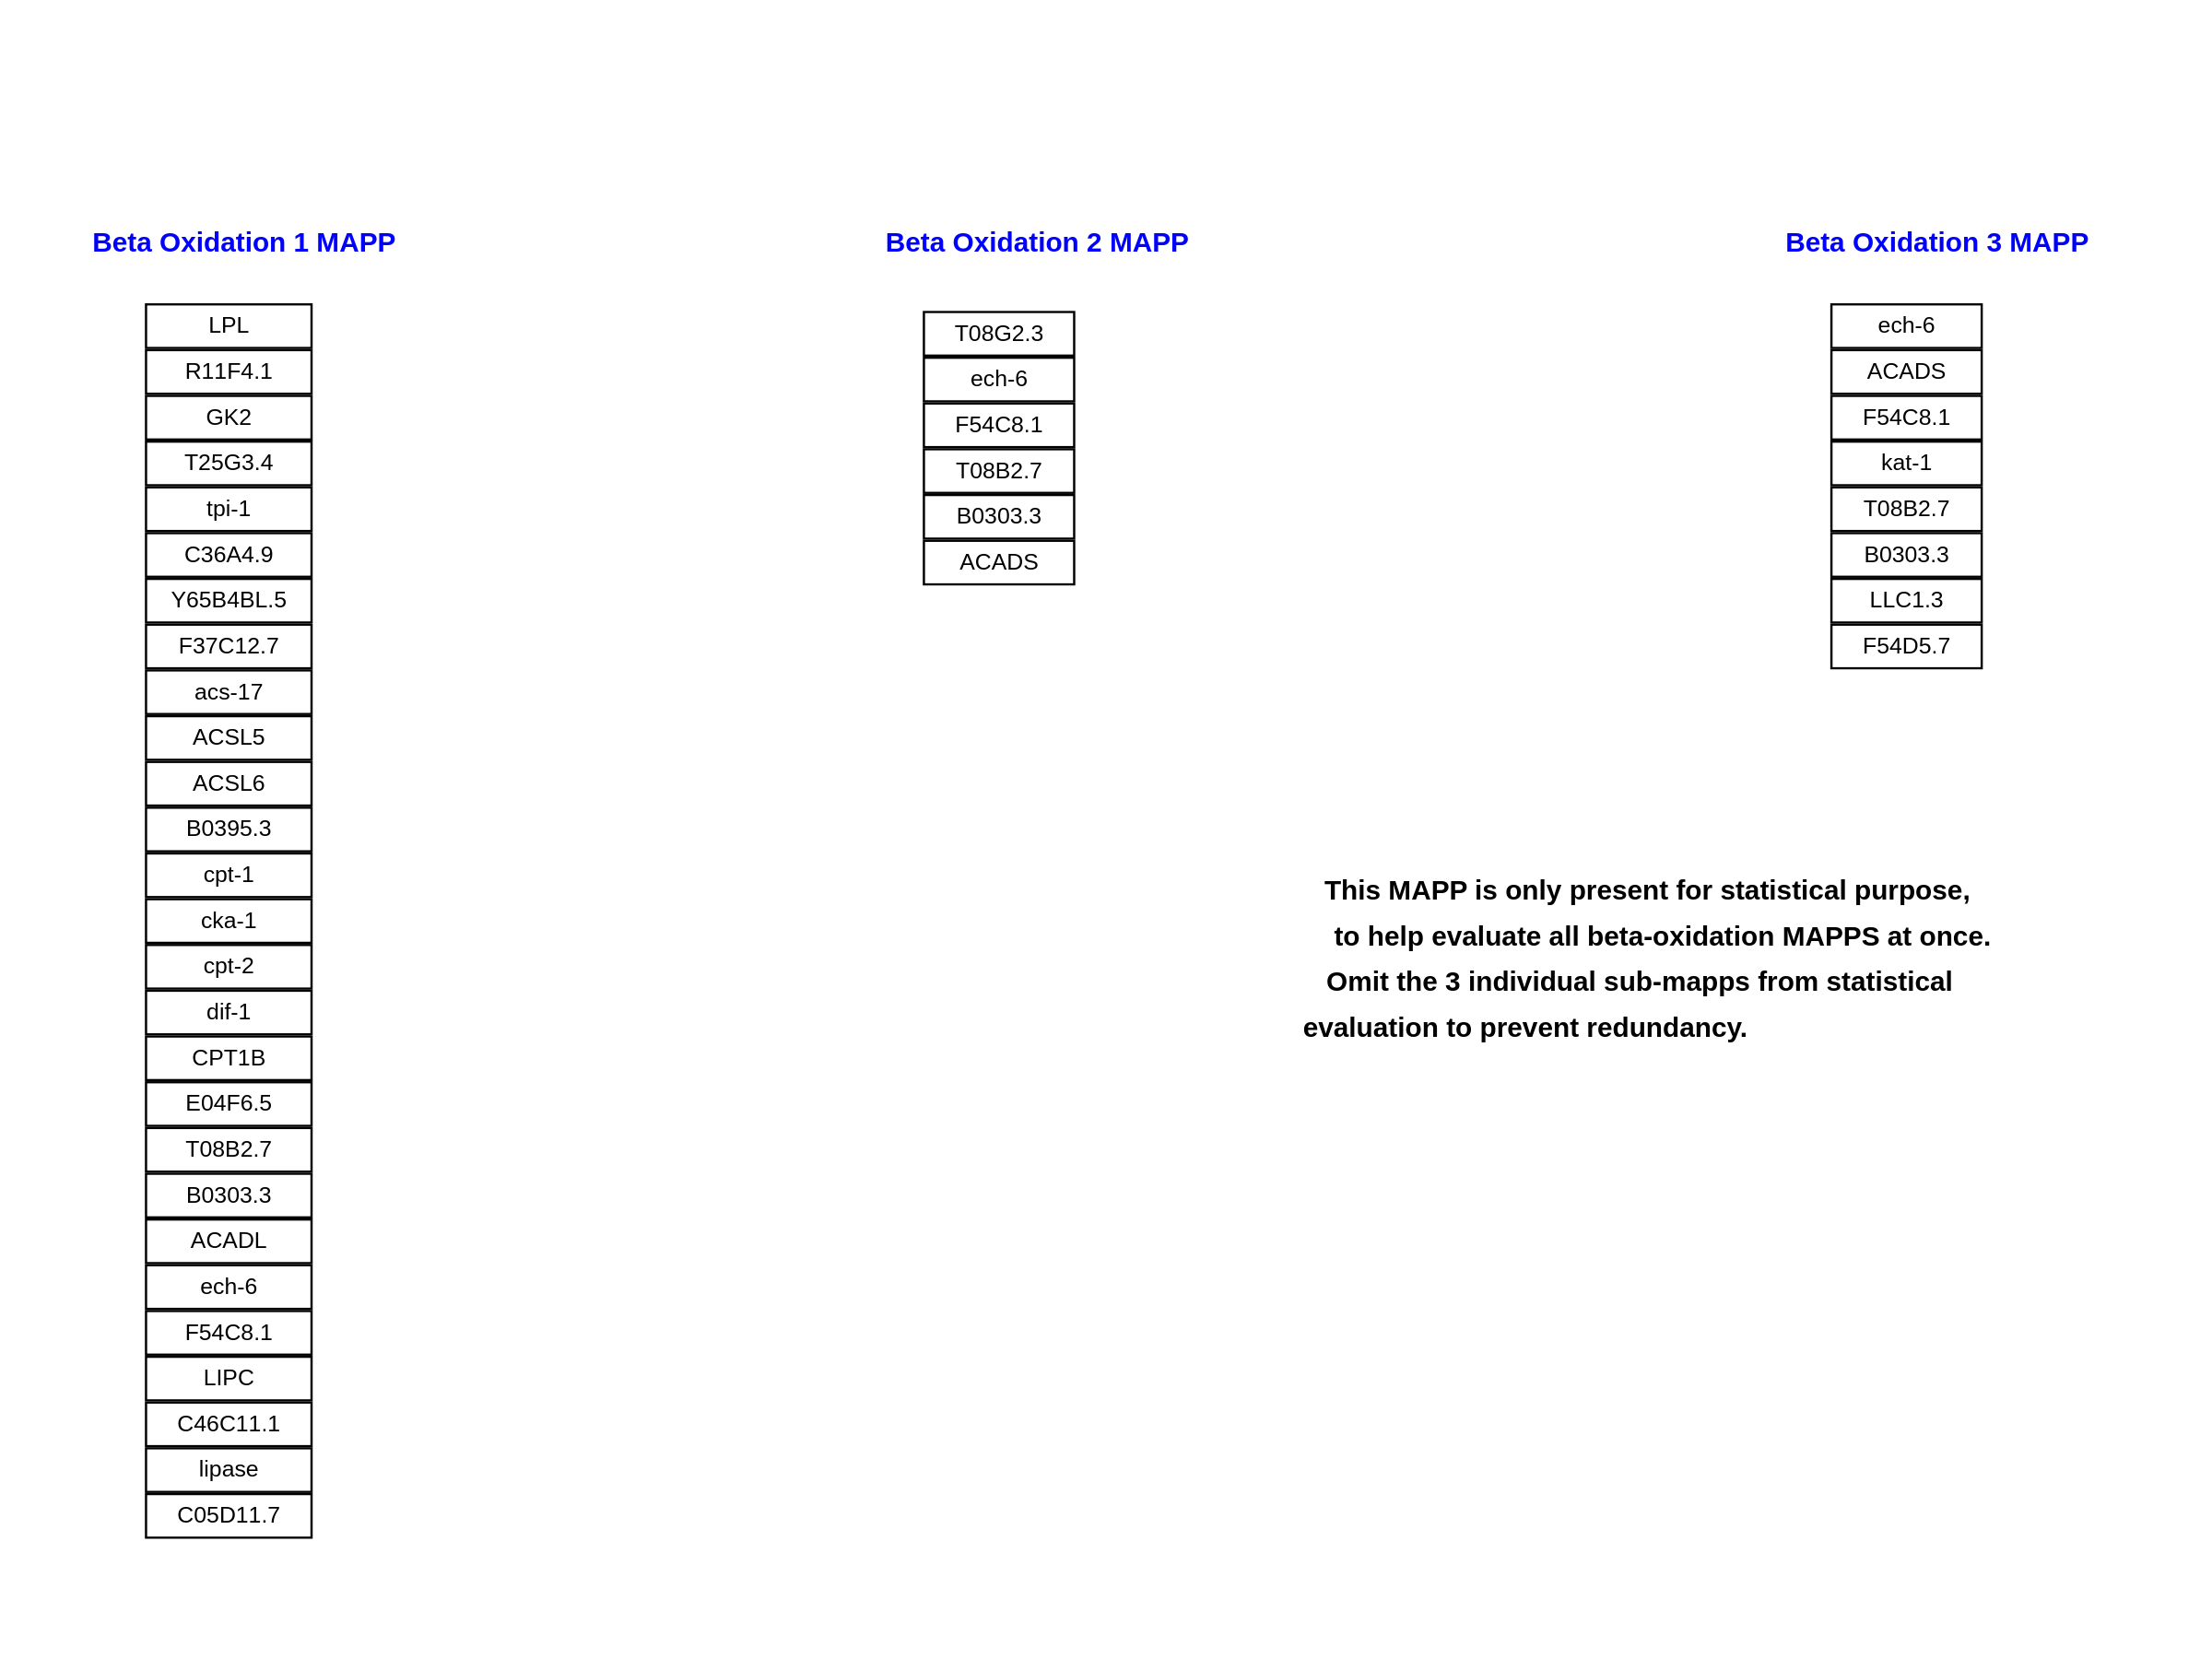 Beta Oxidation 1 MAPP
LPL
R11F4.1
GK2
T25G3.4
tpi-1
C36A4.9
Y65B4BL.5
F37C12.7
acs-17
ACSL5
ACSL6
B0395.3
cpt-1
cka-1
cpt-2
dif-1
CPT1B
E04F6.5
T08B2.7
B0303.3
ACADL
ech-6
F54C8.1
LIPC
C46C11.1
lipase
C05D11.7
Beta Oxidation 2 MAPP
T08G2.3
ech-6
F54C8.1
T08B2.7
B0303.3
ACADS
Beta Oxidation 3 MAPP
ech-6
ACADS
F54C8.1
kat-1
T08B2.7
B0303.3
LLC1.3
F54D5.7
This MAPP is only present for statistical purpose,
to help evaluate all beta-oxidation MAPPS at once.
Omit the 3 individual sub-mapps from statistical
evaluation to prevent redundancy.